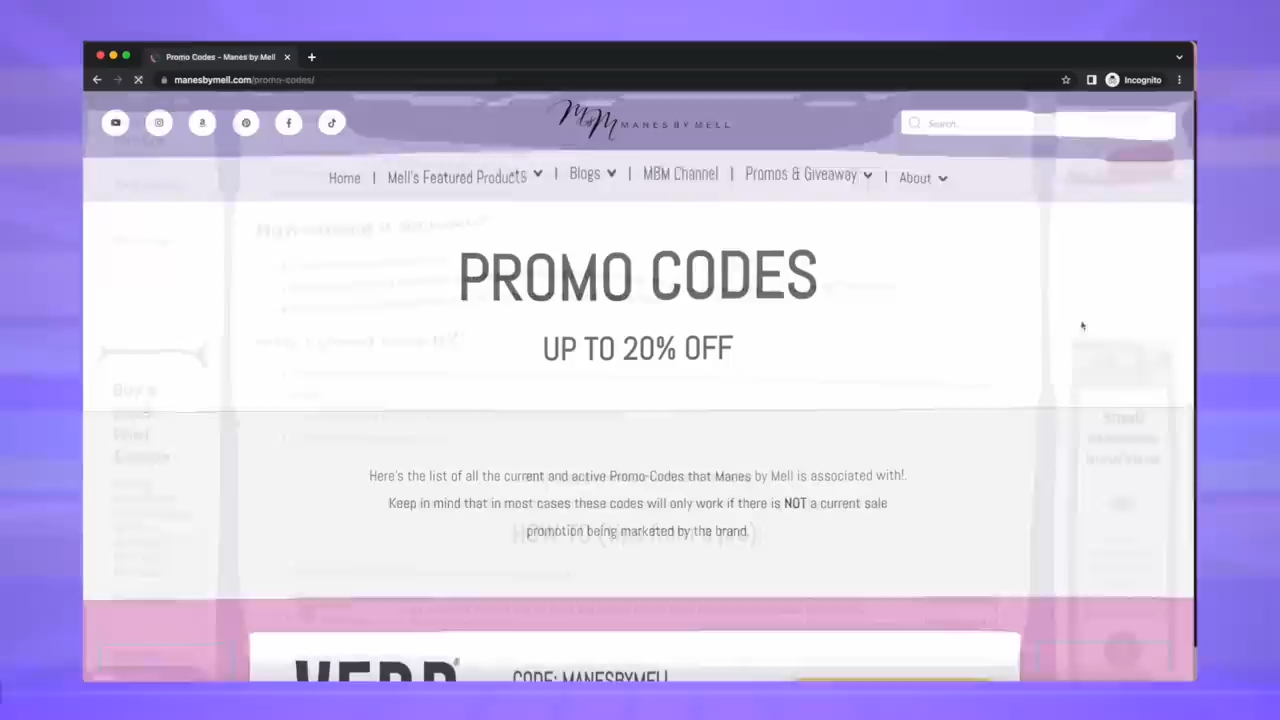 Promo Codes - Manes by Mell
manesbymell.com/promo-codes/
Incognito
MM MANES BY MELL
Search...
Home | Mell's Featured Products | Blogs | MBM Channel | Promos & Giveaway | About
PROMO CODES
UP TO 20% OFF
Here's the list of all the current and active Promo Codes that Manes by Mell is associated with!.
Keep in mind that in most cases these codes will only work if there is NOT a current sale
promotion being marketed by the brand.
VERB
CODE: MANESBYMELL